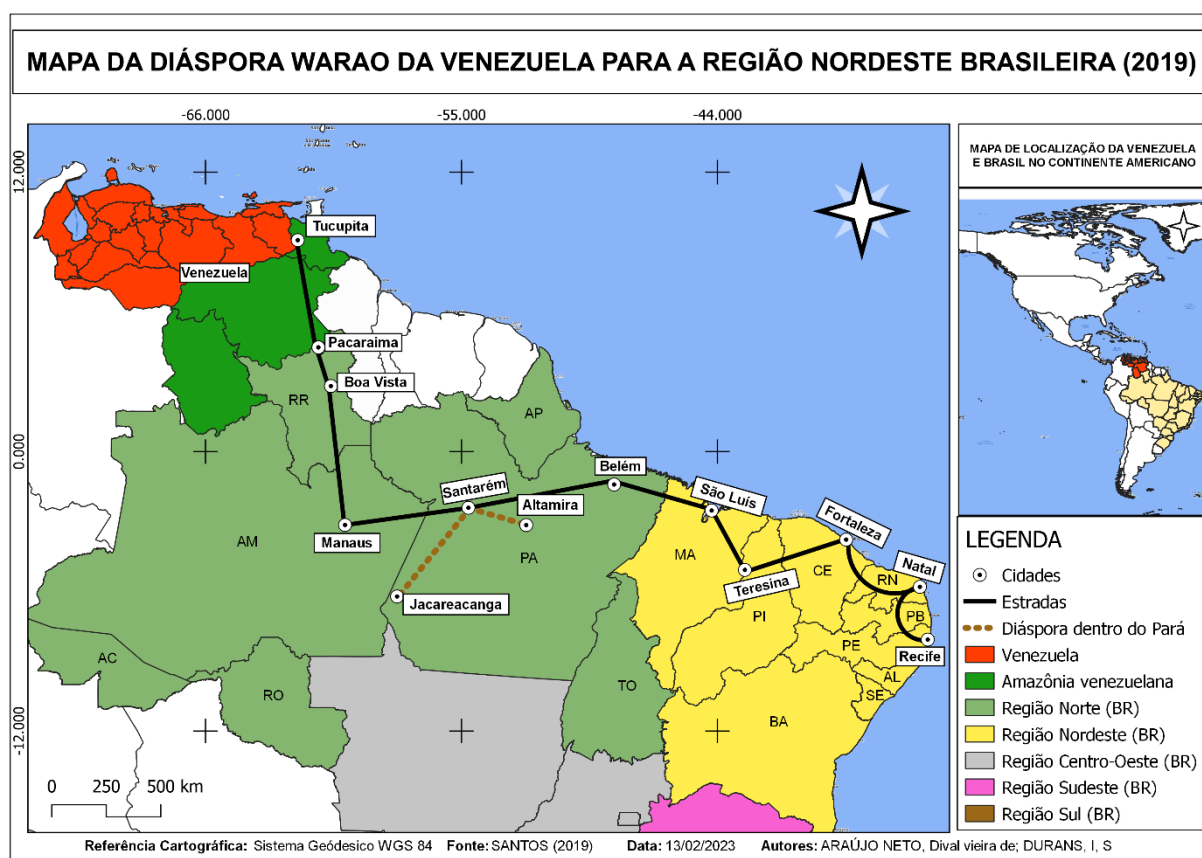 MAPA DA DIÁSPORA WARAO DA VENEZUELA PARA A REGIÃO NORDESTE BRASILEIRA (2019)
-66.000 -55.000 -44.000
12.000
0.000
-12.000
Tucupita
Venezuela
Pacaraima
Boa Vista
RR
AP
Belém
Santarém
Altamira
São Luís
Fortaleza
Manaus
AM
PA
MA
Teresina
CE
RN
Natal
Jacareacanga
PI
PB
PE
Recife
AC
RO
TO
AL
SE
BA
0 250 500 km
MAPA DE LOCALIZAÇÃO DA VENEZUELA
E BRASIL NO CONTINENTE AMERICANO
LEGENDA
Cidades
Estradas
Diáspora dentro do Pará
Venezuela
Amazônia venezuelana
Região Norte (BR)
Região Nordeste (BR)
Região Centro-Oeste (BR)
Região Sudeste (BR)
Região Sul (BR)
Referência Cartográfica: Sistema Geódesico WGS 84 Fonte: SANTOS (2019) Data: 13/02/2023 Autores: ARAÚJO NETO, Dival vieira de; DURANS, I, S